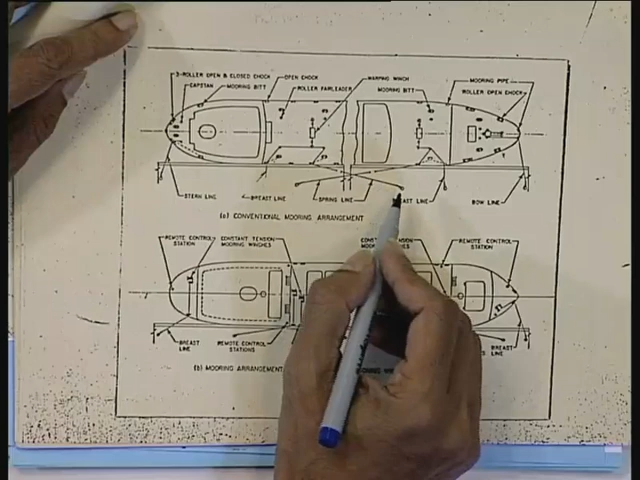 3-ROLLER OPEN & CLOSED CHOCK
OPEN CHOCK
WARPING WINCH
MOORING PIPE
CAPSTAN
MOORING BITT
ROLLER FAIRLEADER
MOORING BITT
ROLLER OPEN CHOCK
STERN LINE
BREAST LINE
SPRING LINE
LINE
BOW LINE
(a) CONVENTIONAL MOORING ARRANGEMENT
REMOTE CONTROL
STATION
CONSTANT TENSION
MOORING WINCHES
REMOTE CONTROL
STATION
BREAST
LINE
REMOTE CONTROL
STATIONS
BREAST
LINE
(b) MOORING ARRANGEMENT